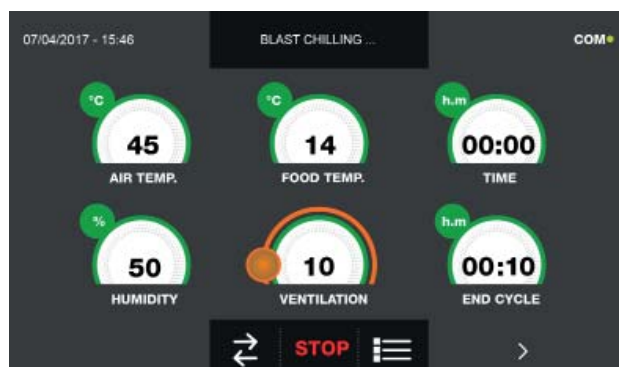 07/04/2017 - 15:46 BLAST CHILLING ... COM
°C °C h.m
45 14 00:00
AIR TEMP. FOOD TEMP. TIME
% h.m
50 10 00:10
HUMIDITY VENTILATION END CYCLE
STOP